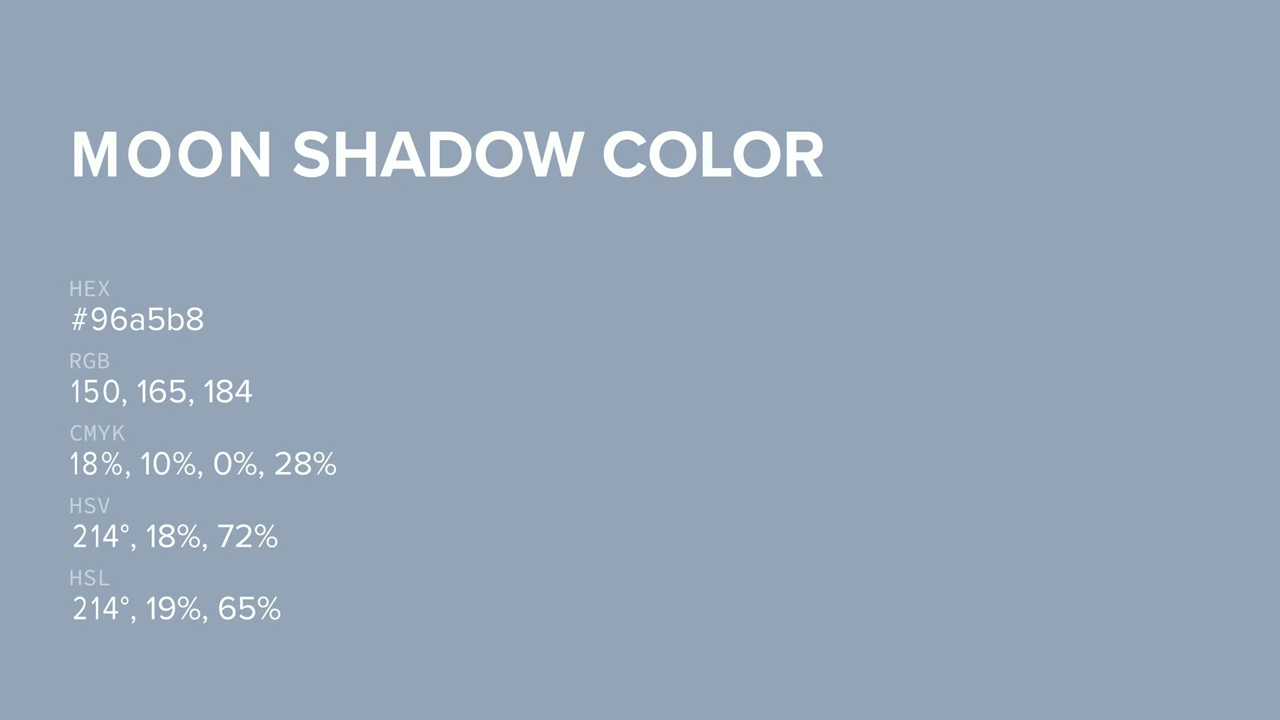 MOON SHADOW COLOR
HEX
#96a5b8
RGB
150, 165, 184
CMYK
18%, 10%, 0%, 28%
HSV
214°, 18%, 72%
HSL
214°, 19%, 65%